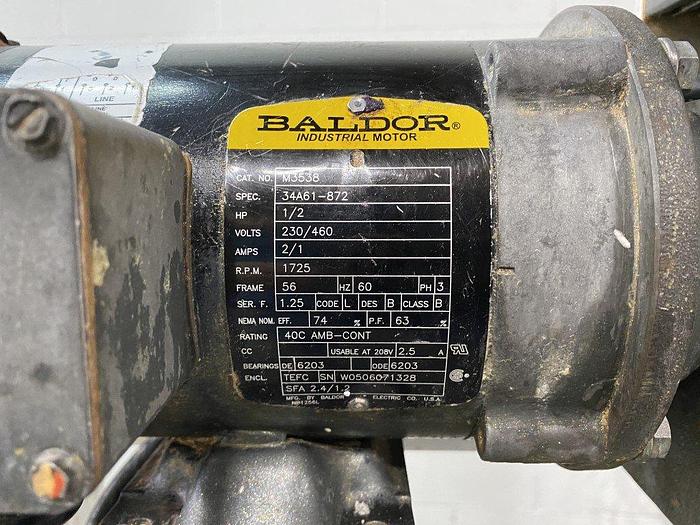 LINE
BALDOR®
INDUSTRIAL MOTOR
CAT. NO. M3538
SPEC. 34A61-872
HP 1/2
VOLTS 230/460
AMPS 2/1
R.P.M. 1725
FRAME 56 HZ 60 PH 3
SER. F. 1.25 CODE L DES B CLASS B
NEMA NOM. EFF. 74 % P.F. 63 %
RATING 40C AMB-CONT
CC USABLE AT 208V 2.5 A
BEARINGS DE 6203 ODE 6203
ENCL. TEFC SN W0506071328
SFA 2.4/1.2
MFG. BY BALDOR ELECTRIC CO. U.S.A.
NP1256L